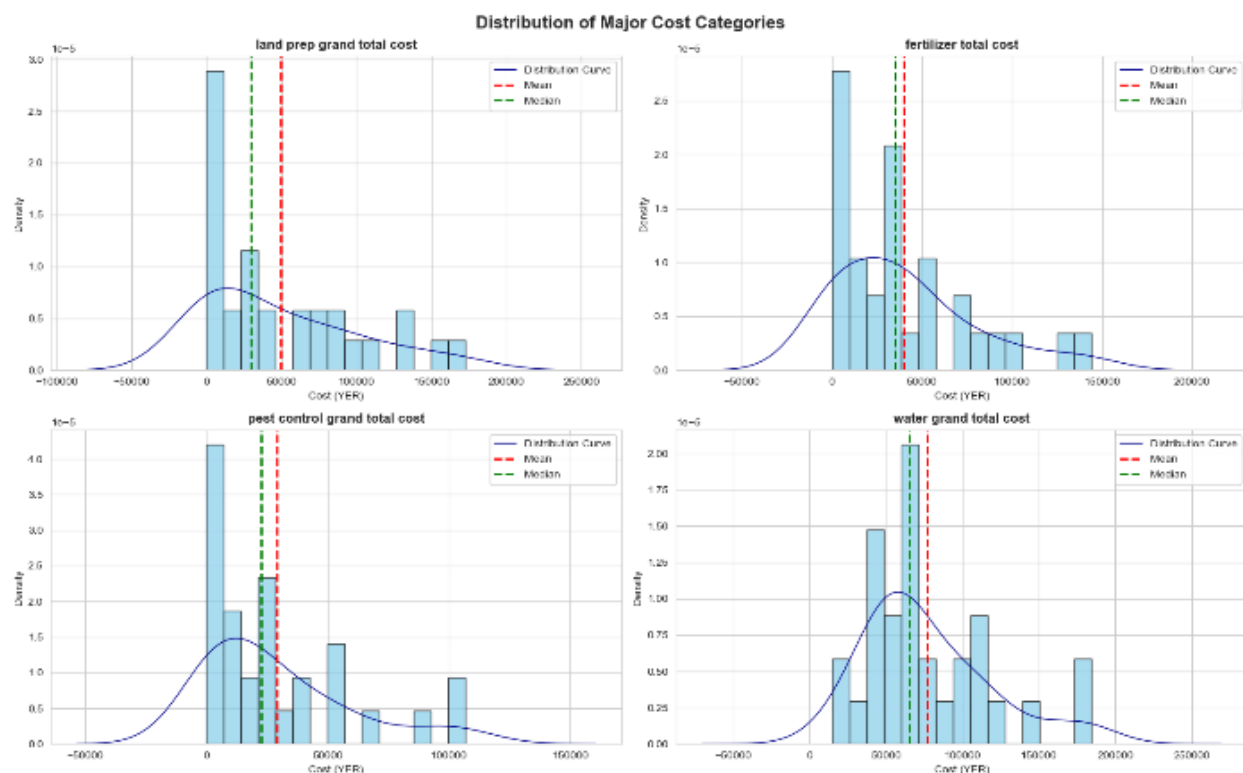 Distribution of Major Cost Categories
land prep grand total cost
1e−5
3.0
2.5
2.0
1.5
1.0
0.5
0.0
Density
Distribution Curve
Mean
Median
−100000 −50000 0 50000 100000 150000 200000 250000
Cost (YER)
fertilizer total cost
1e−5
2.5
2.0
1.5
1.0
0.5
0.0
Density
Distribution Curve
Mean
Median
−50000 0 50000 100000 150000 200000
Cost (YER)
pest control grand total cost
1e−5
4.0
3.5
3.0
2.5
2.0
1.5
1.0
0.5
0.0
Density
Distribution Curve
Mean
Median
−50000 0 50000 100000 150000
Cost (YER)
water grand total cost
1e−5
2.00
1.75
1.50
1.25
1.00
0.75
0.50
0.25
0.00
Density
Distribution Curve
Mean
Median
−50000 0 50000 100000 150000 200000 250000
Cost (YER)